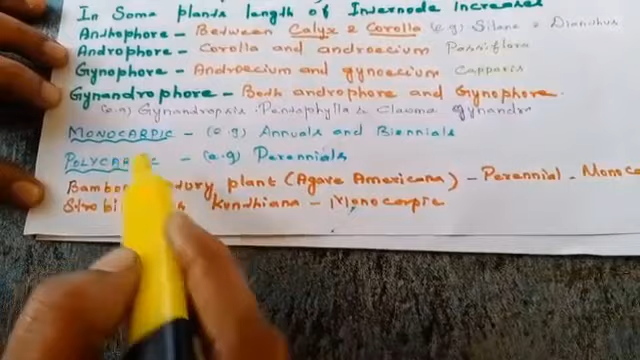 In Some plants length of Internode Increased
Anthophore - Between Calyx & Corolla (e.g) Silene & Dianthus
Androphore - Corolla and androecium Passiflora
Gynophore - Androecium and gynoecium Capparis
Gynandrophore - Both androphore and Gynophore.
(e.g) Gynandropsis Pentaphylla & Cleome gynandra
MONOCARPIC - (e.g) Annuals and Biennials
- (e.g) Perennials
plant (Agave Americana) - Perennial - Monoca
Kunthiana - Monocarpic